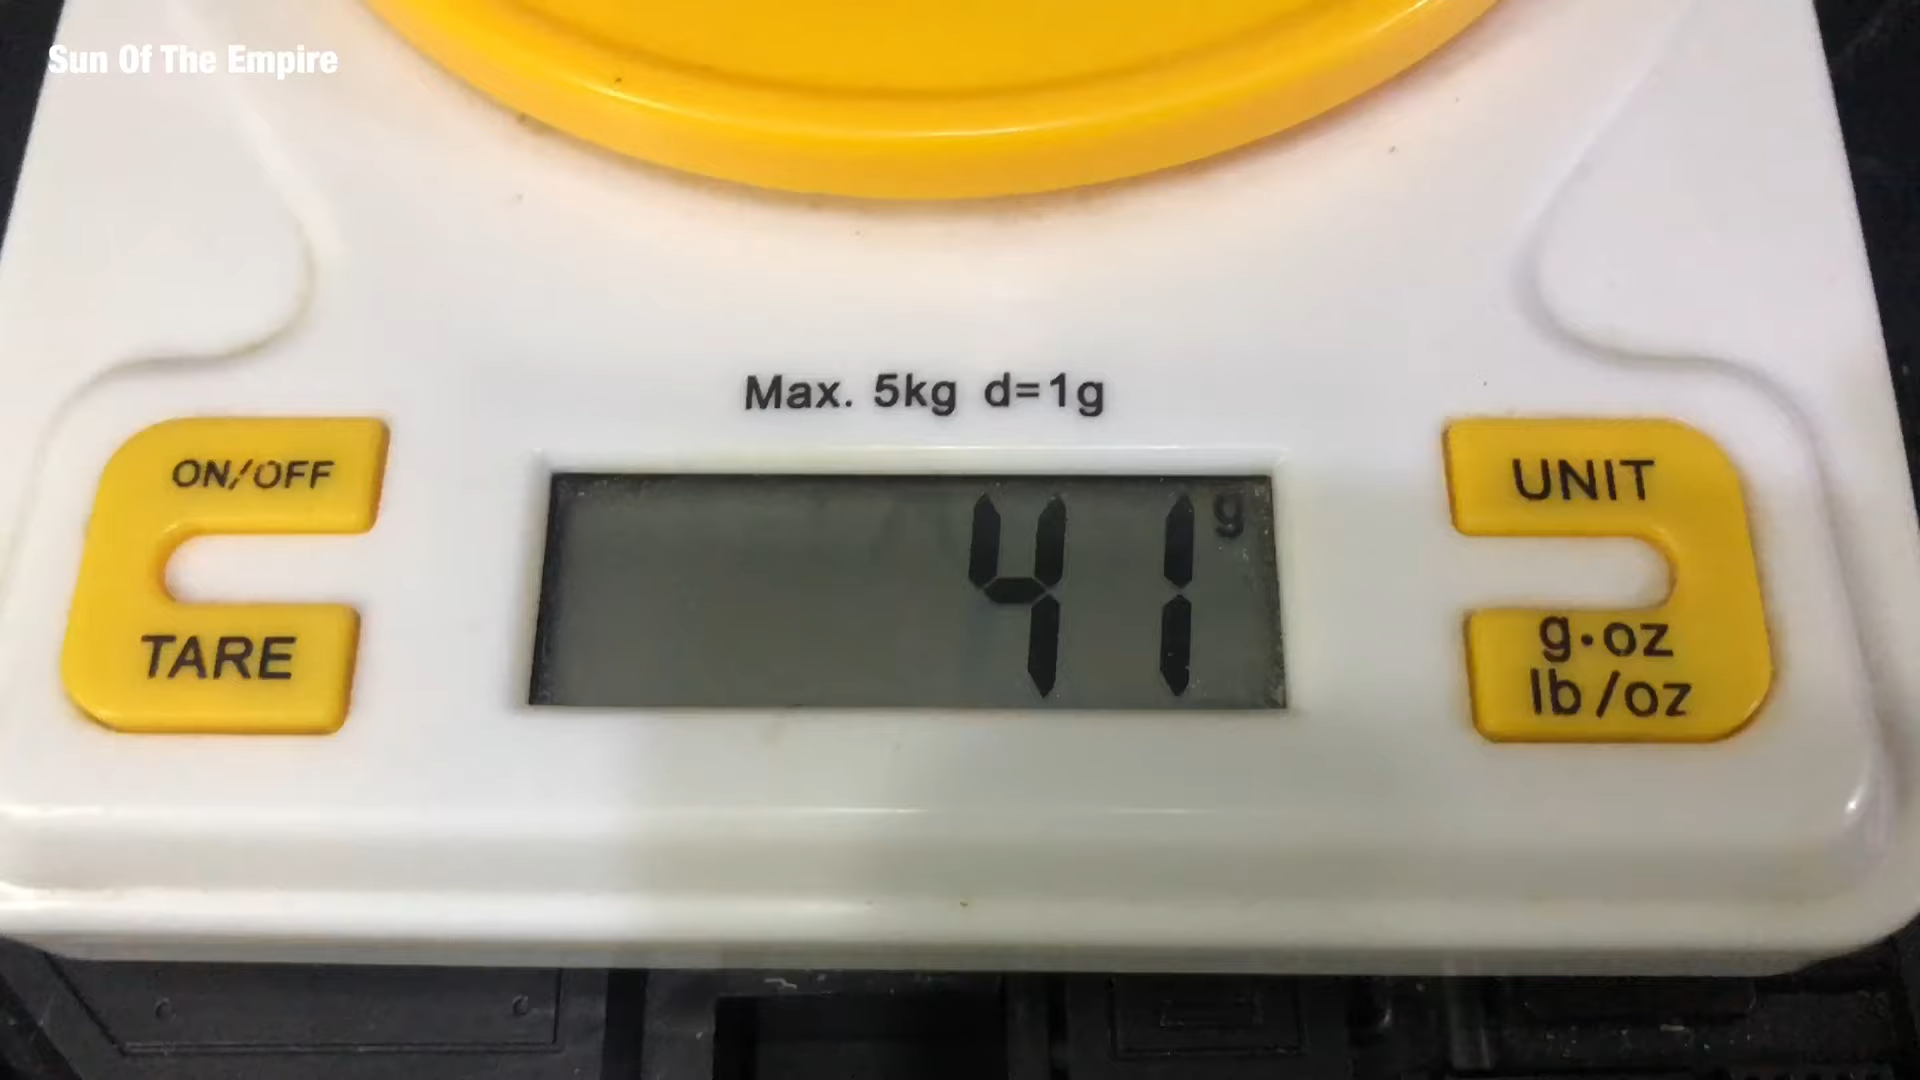 Sun Of The Empire
Max. 5kg d=1g
ON/OFF
TARE
41 g
UNIT
g·oz
lb/oz